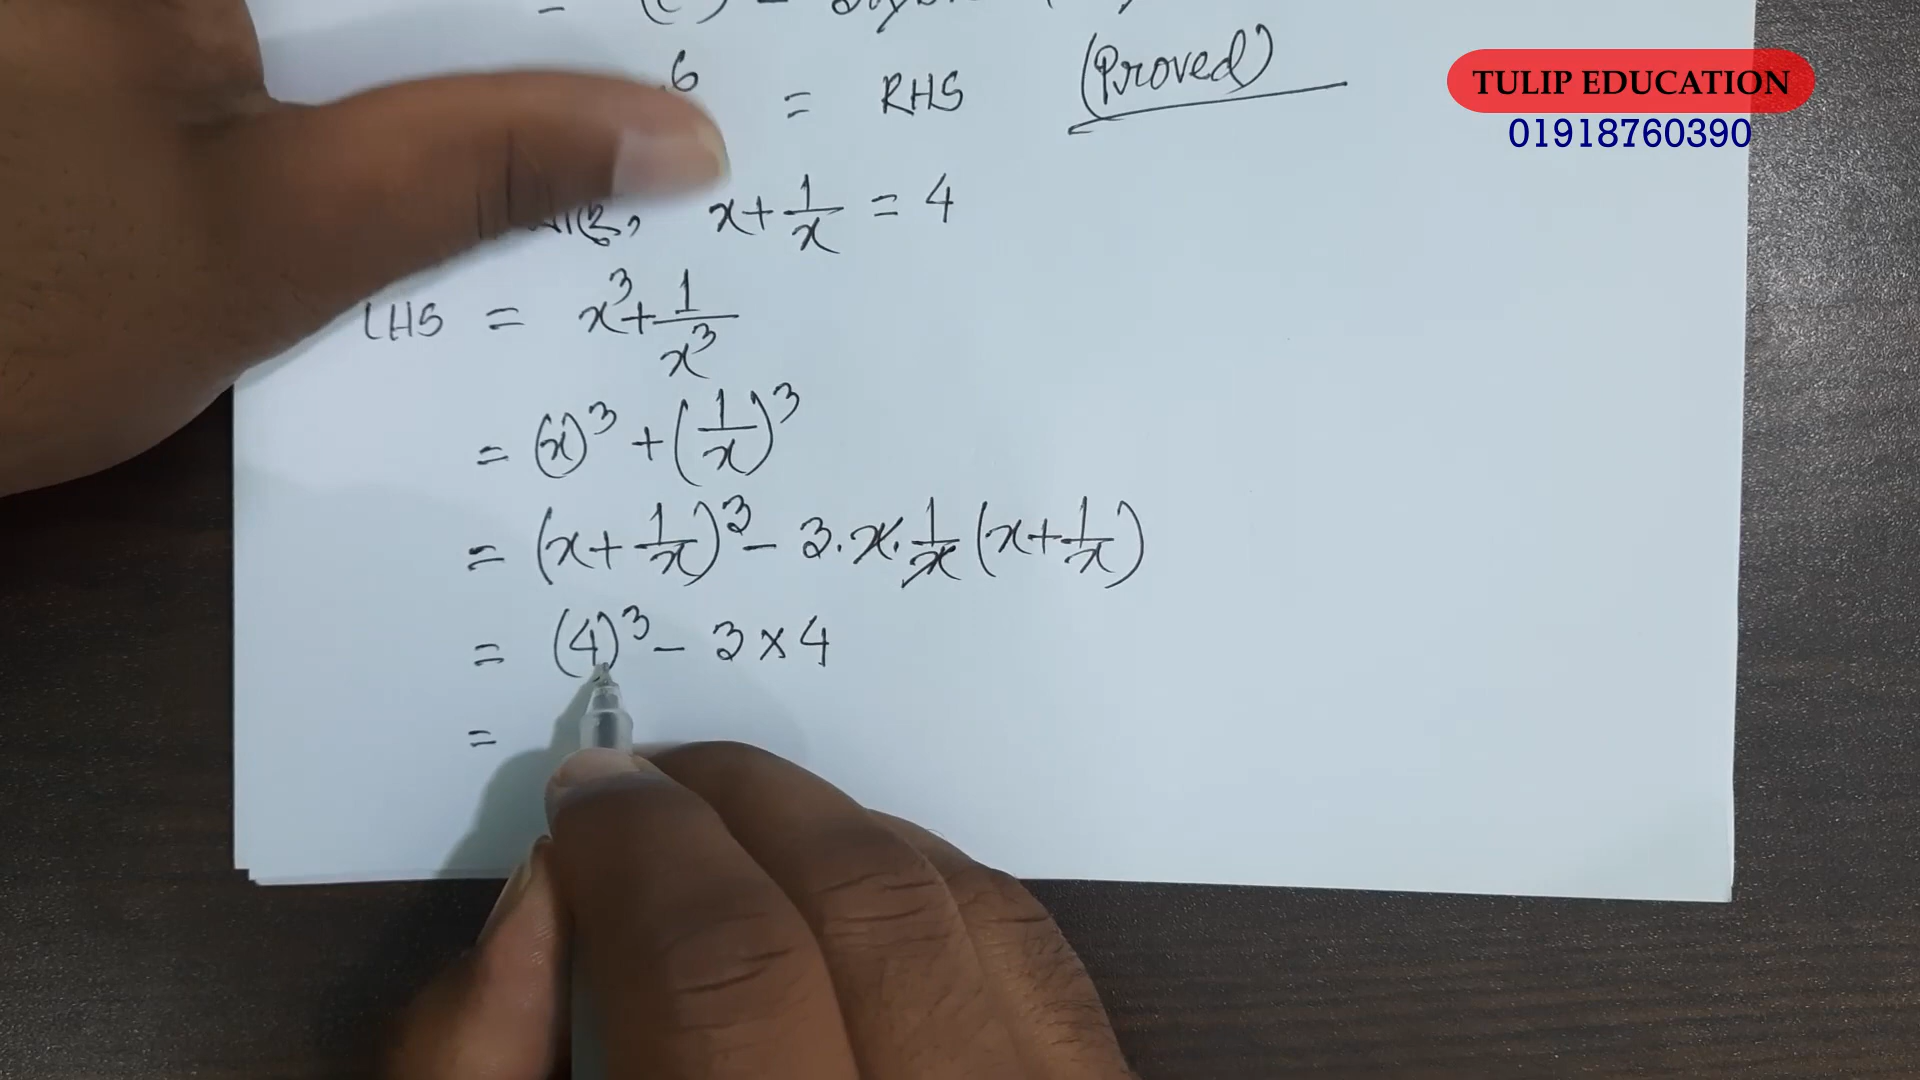 6 = RHS (Proved)
TULIP EDUCATION
01918760390
x + 1/x = 4
LHS = x³ + 1/x³
= (x)³ + (1/x)³
= (x + 1/x)³ - 3.x.1/x (x + 1/x)
= (4)³ - 3 × 4
=